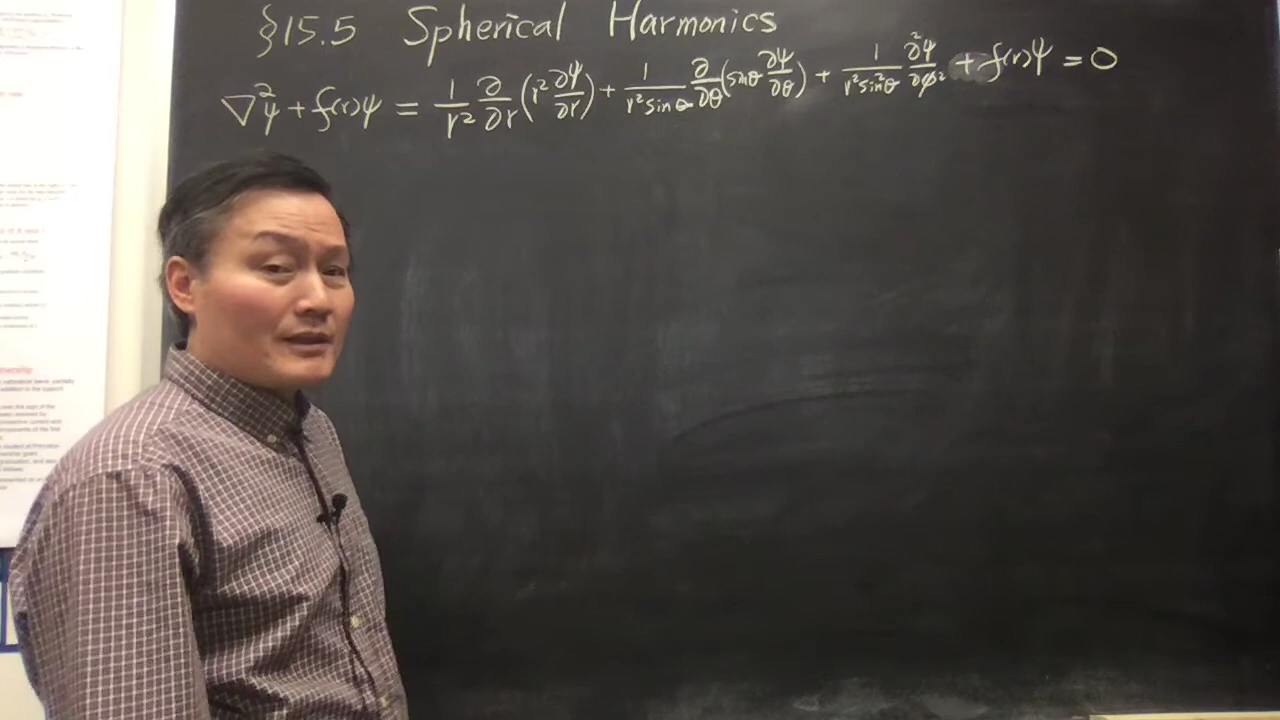 §15.5 Spherical Harmonics
∇²ψ + f(r)ψ = 1/r² ∂/∂r (r² ∂ψ/∂r) + 1/(r² sinθ) ∂/∂θ (sinθ ∂ψ/∂θ) + 1/(r² sin²θ) ∂²ψ/∂φ² + f(r)ψ = 0